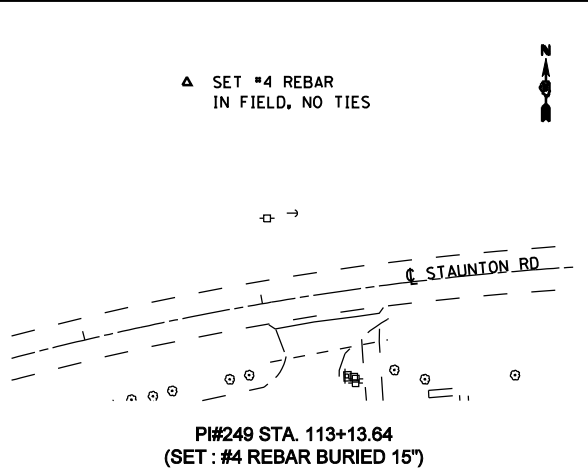 N
SET #4 REBAR
IN FIELD, NO TIES
℄ STAUNTON RD
PI#249 STA. 113+13.64
(SET : #4 REBAR BURIED 15")